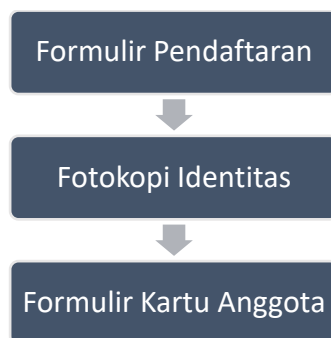 Formulir Pendaftaran
Fotokopi Identitas
Formulir Kartu Anggota